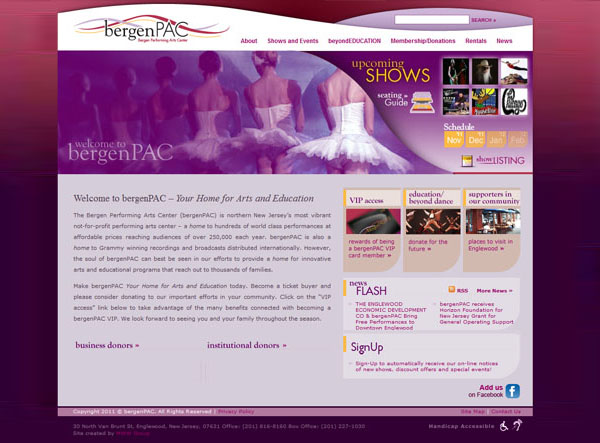 bergenPAC
Bergen Performing Arts Center
SEARCH »
About Shows and Events beyondEDUCATION Membership/Donations Rentals News
upcoming
SHOWS
seating »
Guide
CHICAGO
Schedule
Nov Dec Jan Feb
show LISTING
welcome to
bergenPAC
Welcome to bergenPAC – Your Home for Arts and Education
The Bergen Performing Arts Center (bergenPAC) is northern New Jersey's most vibrant
not-for-profit performing arts center – a home to hundreds of world class performances at
affordable prices reaching audiences of over 250,000 each year. bergenPAC is also a
home to Grammy winning recordings and broadcasts distributed internationally. However,
the soul of bergenPAC can best be seen in our efforts to provide a home for innovative
arts and educational programs that reach out to thousands of families.
Make bergenPAC Your Home for Arts and Education today. Become a ticket buyer and
please consider donating to our important efforts in your community. Click on the "VIP
access" link below to take advantage of the many benefits connected with becoming a
bergenPAC VIP. We look forward to seeing you and your family throughout the season.
business donors »
institutional donors »
VIP access
rewards of being
a bergenPAC VIP
card member »
education/
beyond dance
donate for the
future »
supporters in
our community
places to visit in
Englewood »
news
FLASH
RSS More News »
THE ENGLEWOOD
ECONOMIC DEVELOPMENT
CO & bergenPAC Bring
Free Performances to
Downtown Englewood
bergenPAC receives
Horizon Foundation for
New Jersey Grant for
General Operating Support
SignUp
Sign-Up to automatically receive our on-line notices
of new shows, discount offers and special events!
Add us
on Facebook
Copyright 2011 © bergenPAC. All Rights Reserved | Privacy Policy
Site Map | Contact Us
30 North Van Brunt St, Englewood, New Jersey, 07631 Office: (201) 816-8160 Box Office: (201) 227-1030
Handicap Accessible
Site created by